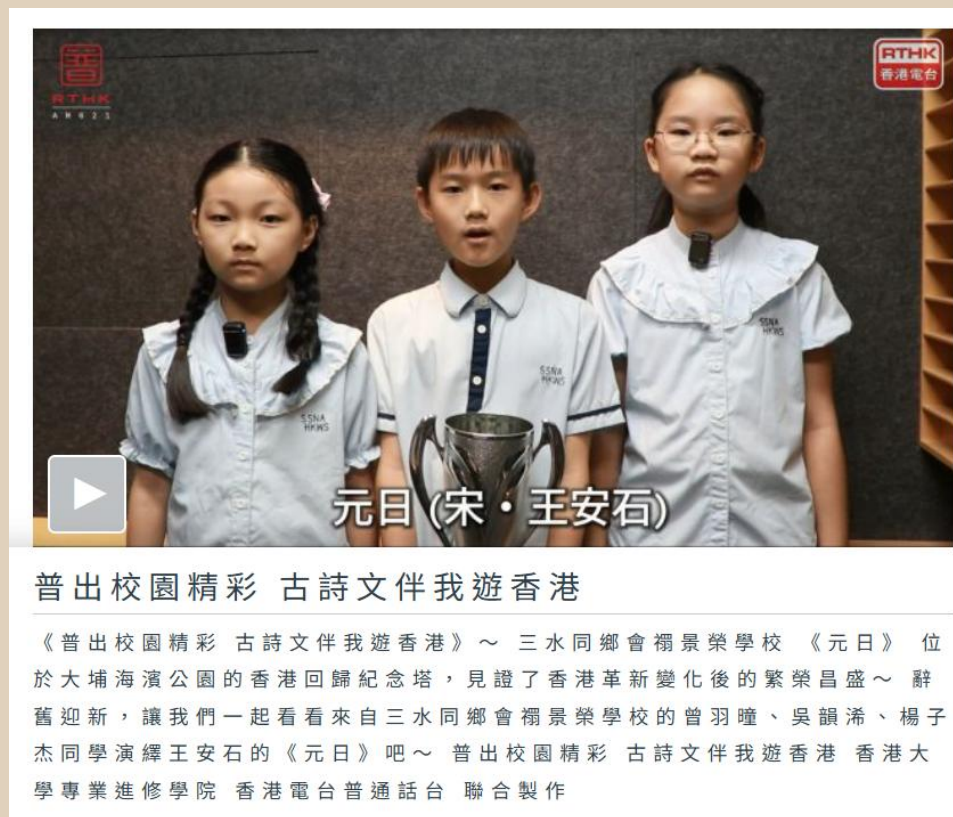 普
RTHK
AM621
RTHK
香港電台
SSNA
HKWS
SSNA
HKWS
SSNA
HKWS
元日 (宋•王安石)
普出校園精彩 古詩文伴我遊香港
《普出校園精彩 古詩文伴我遊香港》～ 三水同鄉會禤景榮學校 《元日》 位
於大埔海濱公園的香港回歸紀念塔，見證了香港革新變化後的繁榮昌盛～ 辭
舊迎新，讓我們一起看看來自三水同鄉會禤景榮學校的曾羽曈、吳韻浠、楊子
杰同學演繹王安石的《元日》吧～ 普出校園精彩 古詩文伴我遊香港 香港大
學專業進修學院 香港電台普通話台 聯合製作